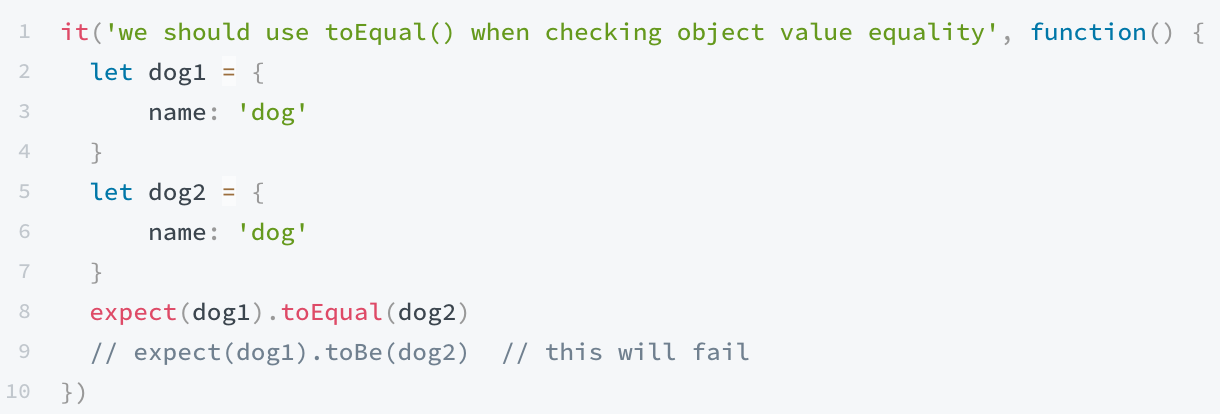 1 it('we should use toEqual() when checking object value equality', function() {
2 let dog1 = {
3 name: 'dog'
4 }
5 let dog2 = {
6 name: 'dog'
7 }
8 expect(dog1).toEqual(dog2)
9 // expect(dog1).toBe(dog2)  // this will fail
10 })